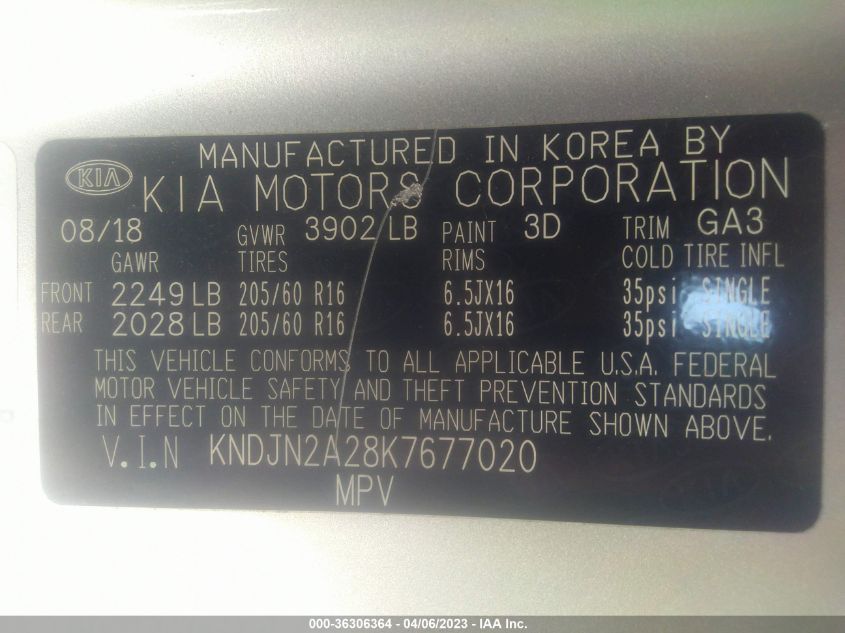 MANUFACTURED IN KOREA BY
KIA KIA MOTORS CORPORATION
08/18 GVWR 3902 LB PAINT 3D TRIM GA3
GAWR TIRES RIMS COLD TIRE INFL
FRONT 2249 LB 205/60 R16 6.5JX16 35psi SINGLE
REAR 2028 LB 205/60 R16 6.5JX16 35psi SINGLE
THIS VEHICLE CONFORMS TO ALL APPLICABLE U.S.A. FEDERAL
MOTOR VEHICLE SAFETY AND THEFT PREVENTION STANDARDS
IN EFFECT ON THE DATE OF MANUFACTURE SHOWN ABOVE.
V.I.N KNDJN2A28K7677020
MPV
000-36306364 - 04/06/2023 - IAA Inc.